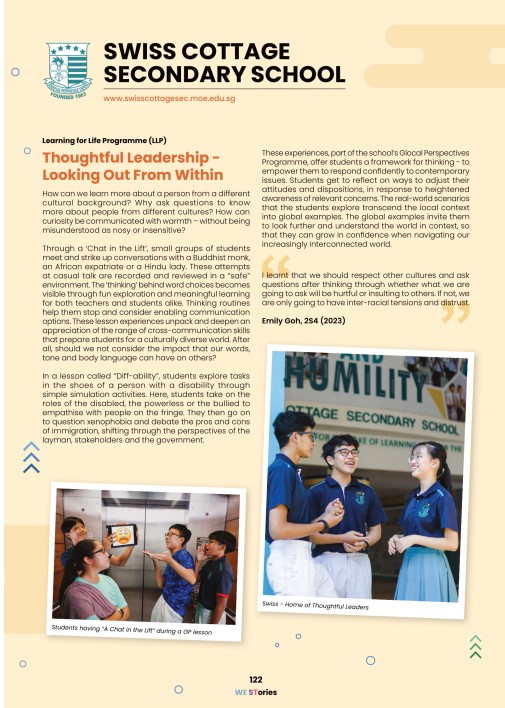 SWISS COTTAGE
SECONDARY SCHOOL
www.swisscottagesec.moe.edu.sg
FOUNDED 1963
Learning for Life Programme (LLP)
Thoughtful Leadership -
Looking Out From Within
How can we learn more about a person from a different
cultural background? Why ask questions to know
more about people from different cultures? How can
curiosity be communicated with warmth – without being
misunderstood as nosy or insensitive?
Through a 'Chat in the Lift', small groups of students
meet and strike up conversations with a Buddhist monk,
an African expatriate or a Hindu lady. These attempts
at casual talk are recorded and reviewed in a "safe"
environment. The 'thinking' behind word choices becomes
visible through fun exploration and meaningful learning
for both teachers and students alike. Thinking routines
help them stop and consider enabling communication
options. These lesson experiences unpack and deepen an
appreciation of the range of cross-communication skills
that prepare students for a culturally diverse world. After
all, should we not consider the impact that our words,
tone and body language can have on others?
In a lesson called "Diff-ability", students explore tasks
in the shoes of a person with a disability through
simple simulation activities. Here, students take on the
roles of the disabled, the powerless or the bullied to
empathise with people on the fringe. They then go on
to question xenophobia and debate the pros and cons
of immigration, shifting through the perspectives of the
layman, stakeholders and the government.
Students having "A Chat in the Lift" during a GP lesson
These experiences, part of the school's Glocal Perspectives
Programme, offer students a framework for thinking - to
empower them to respond confidently to contemporary
issues. Students get to reflect on ways to adjust their
attitudes and dispositions, in response to heightened
awareness of relevant concerns. The real-world scenarios
that the students explore transcend the local context
into global examples. The global examples invite them
to look further and understand the world in context, so
that they can grow in confidence when navigating our
increasingly interconnected world.
I learnt that we should respect other cultures and ask
questions after thinking through whether what we are
going to ask will be hurtful or insulting to others. If not, we
are only going to have inter-racial tensions and distrust.
Emily Goh, 2S4 (2023)
AND
HUMILITY
OTTAGE SECONDARY SCHOOL
KE OF LEARNING
Swiss - Home of Thoughtful Leaders
122
WE STories